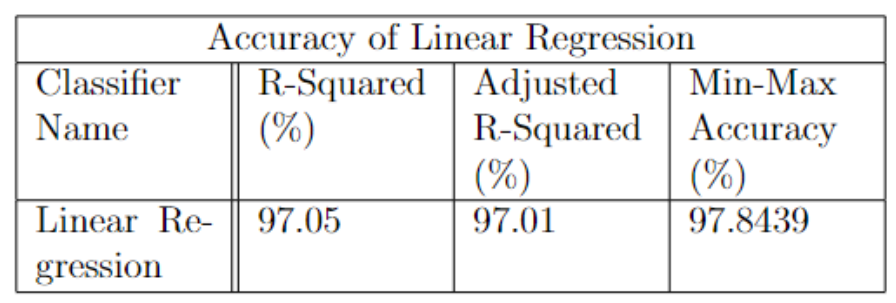 Accuracy of Linear Regression
Classifier Name
R-Squared (%)
Adjusted R-Squared (%)
Min-Max Accuracy (%)
Linear Re-
gression
97.05
97.01
97.8439